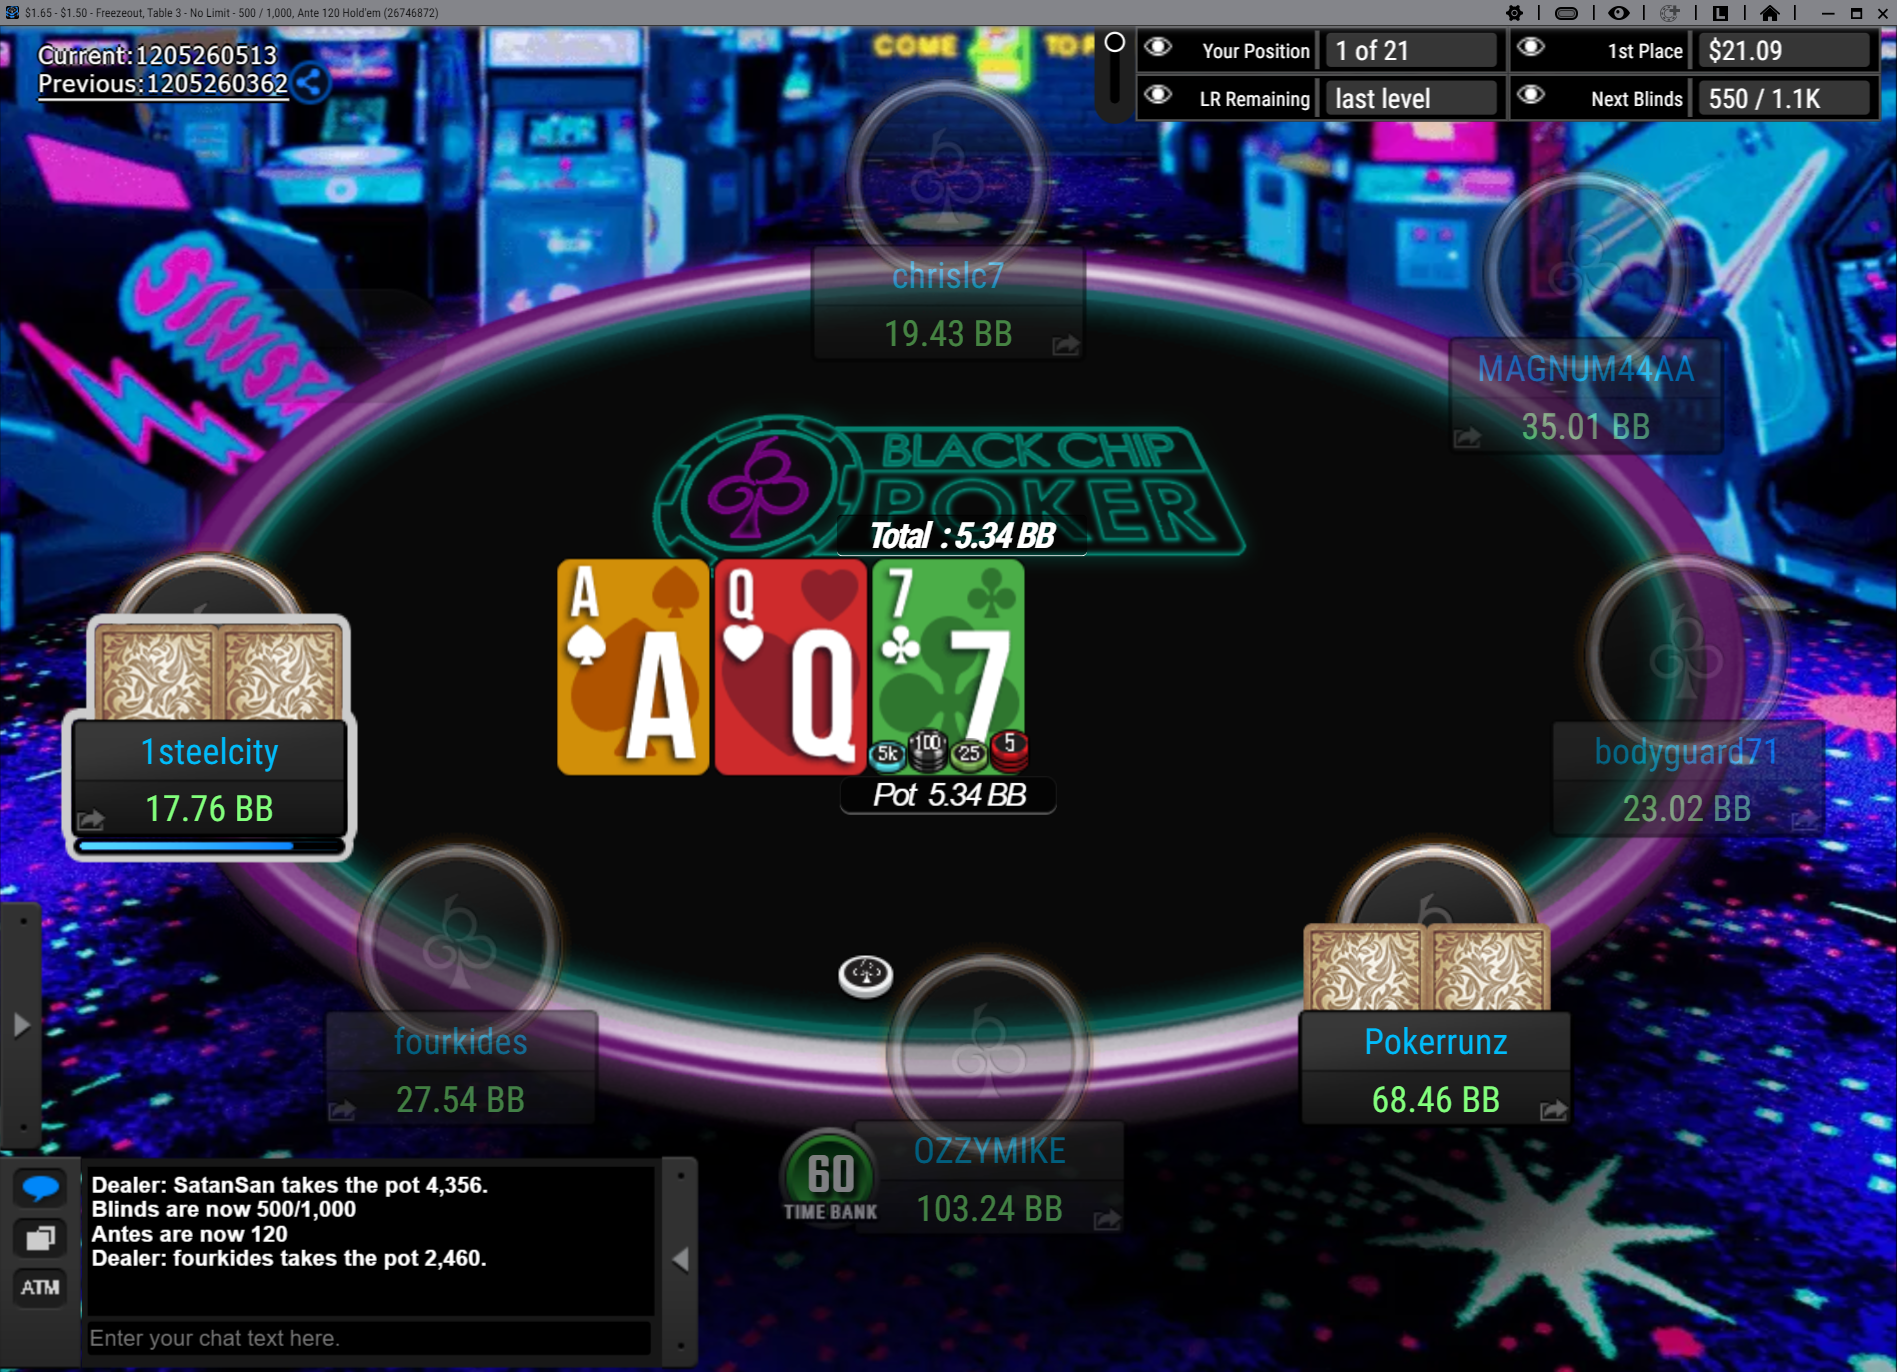 $1.65 - $1.50 - Freezeout, Table 3 - No Limit - 500 / 1,000, Ante 120 Hold'em (26746872)
L
Current:1205260513
Previous:1205260362
COME
TO P
Your Position
1 of 21
1st Place
$21.09
LR Remaining
last level
Next Blinds
550 / 1.1K
SINISTA
chrislc7
19.43 BB
MAGNUM44AA
35.01 BB
BLACK CHIP
POKER
Total : 5.34 BB
A
A
Q
Q
7
7
5k
100
25
5
Pot 5.34 BB
1steelcity
17.76 BB
bodyguard71
23.02 BB
fourkides
27.54 BB
Pokerrunz
68.46 BB
60
TIME BANK
OZZYMIKE
103.24 BB
Dealer: SatanSan takes the pot 4,356.
Blinds are now 500/1,000
Antes are now 120
Dealer: fourkides takes the pot 2,460.
ATM
Enter your chat text here.